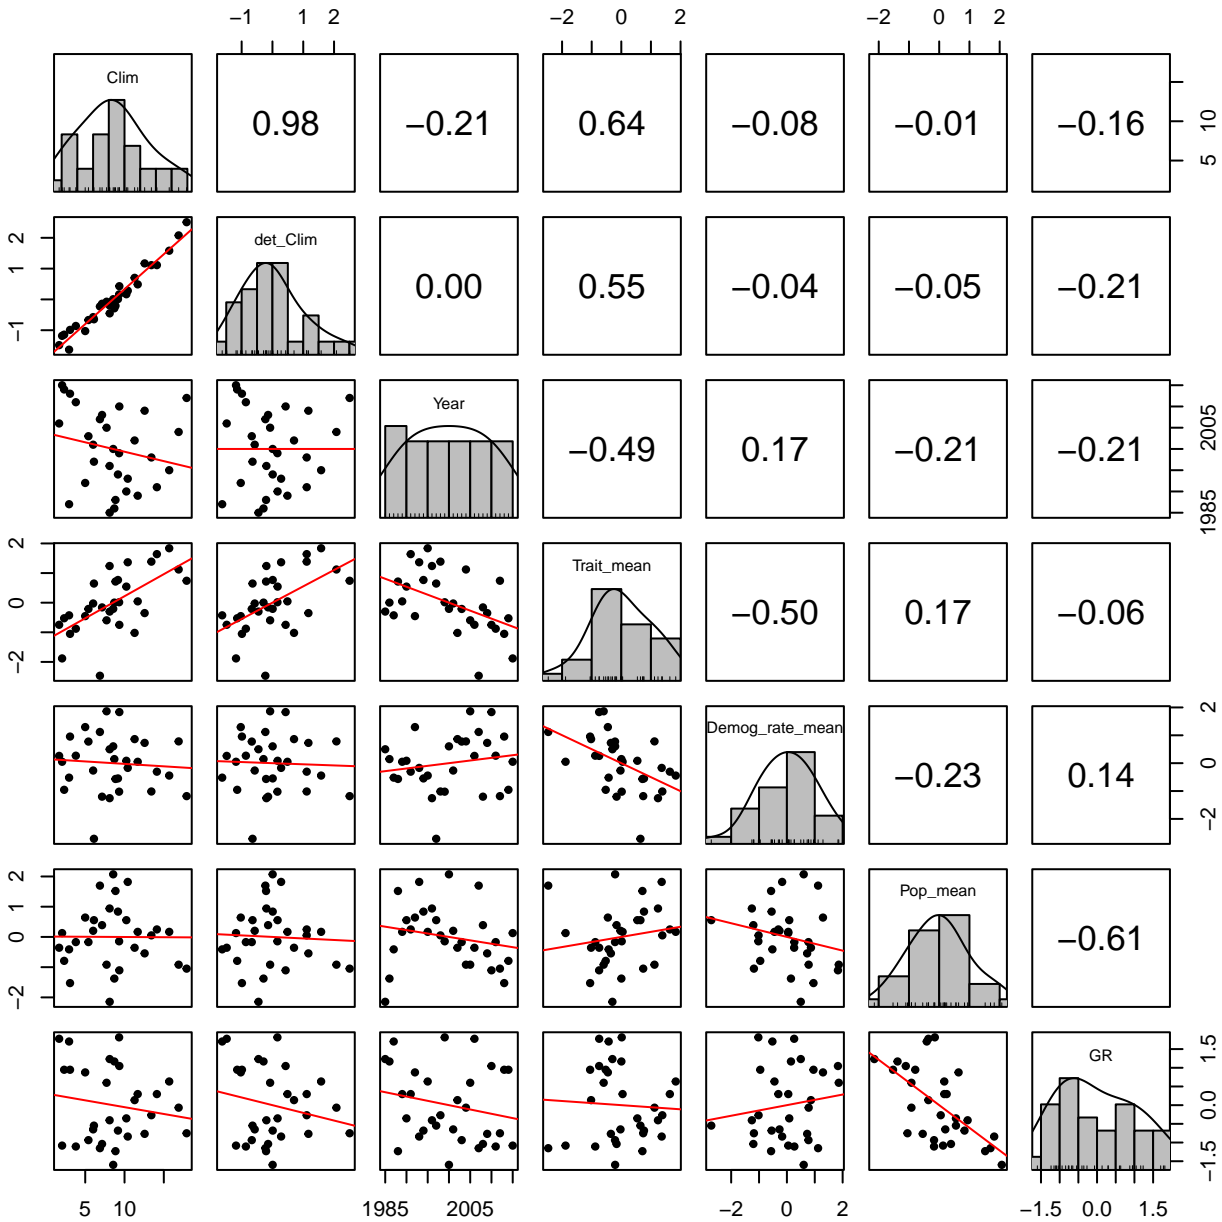 −1 1 2 −2 0 2 −2 0 1 2
Clim 0.98 −0.21 0.64 −0.08 −0.01 −0.16 5 10
−1 1 2 det_Clim 0.00 0.55 −0.04 −0.05 −0.21
Year −0.49 0.17 −0.21 −0.21 1985 2005
−2 0 2 Trait_mean −0.50 0.17 −0.06
Demog_rate_mean −0.23 0.14 −2 0 2
−2 0 1 2 Pop_mean −0.61
GR −1.5 0.0 1.5
5 10 1985 2005 −2 0 2 −1.5 0.0 1.5